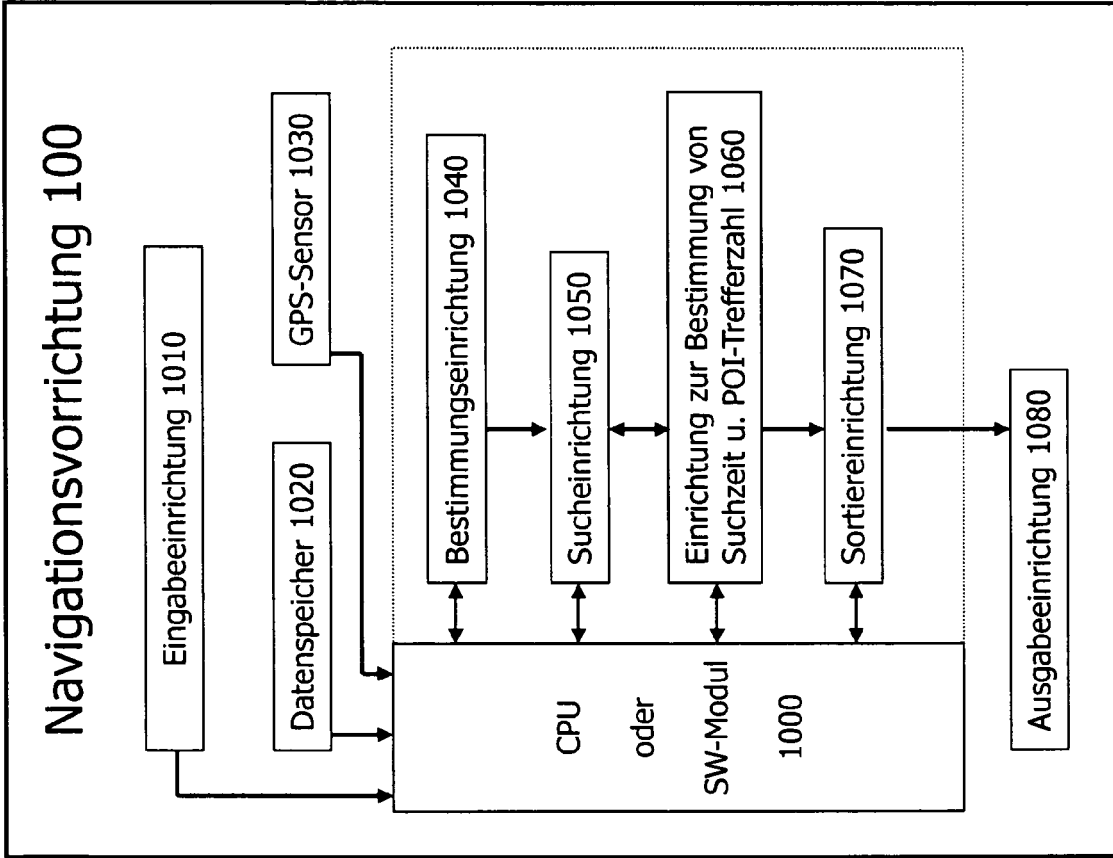 Navigationsvorrichtung 100
Eingabeeinrichtung 1010
Datenspeicher 1020
GPS-Sensor 1030
CPU
oder
SW-Modul
1000
Bestimmungseinrichtung 1040
Sucheinrichtung 1050
Einrichtung zur Bestimmung von
Suchzeit u. POI-Trefferzahl 1060
Sortiereinrichtung 1070
Ausgabeeinrichtung 1080